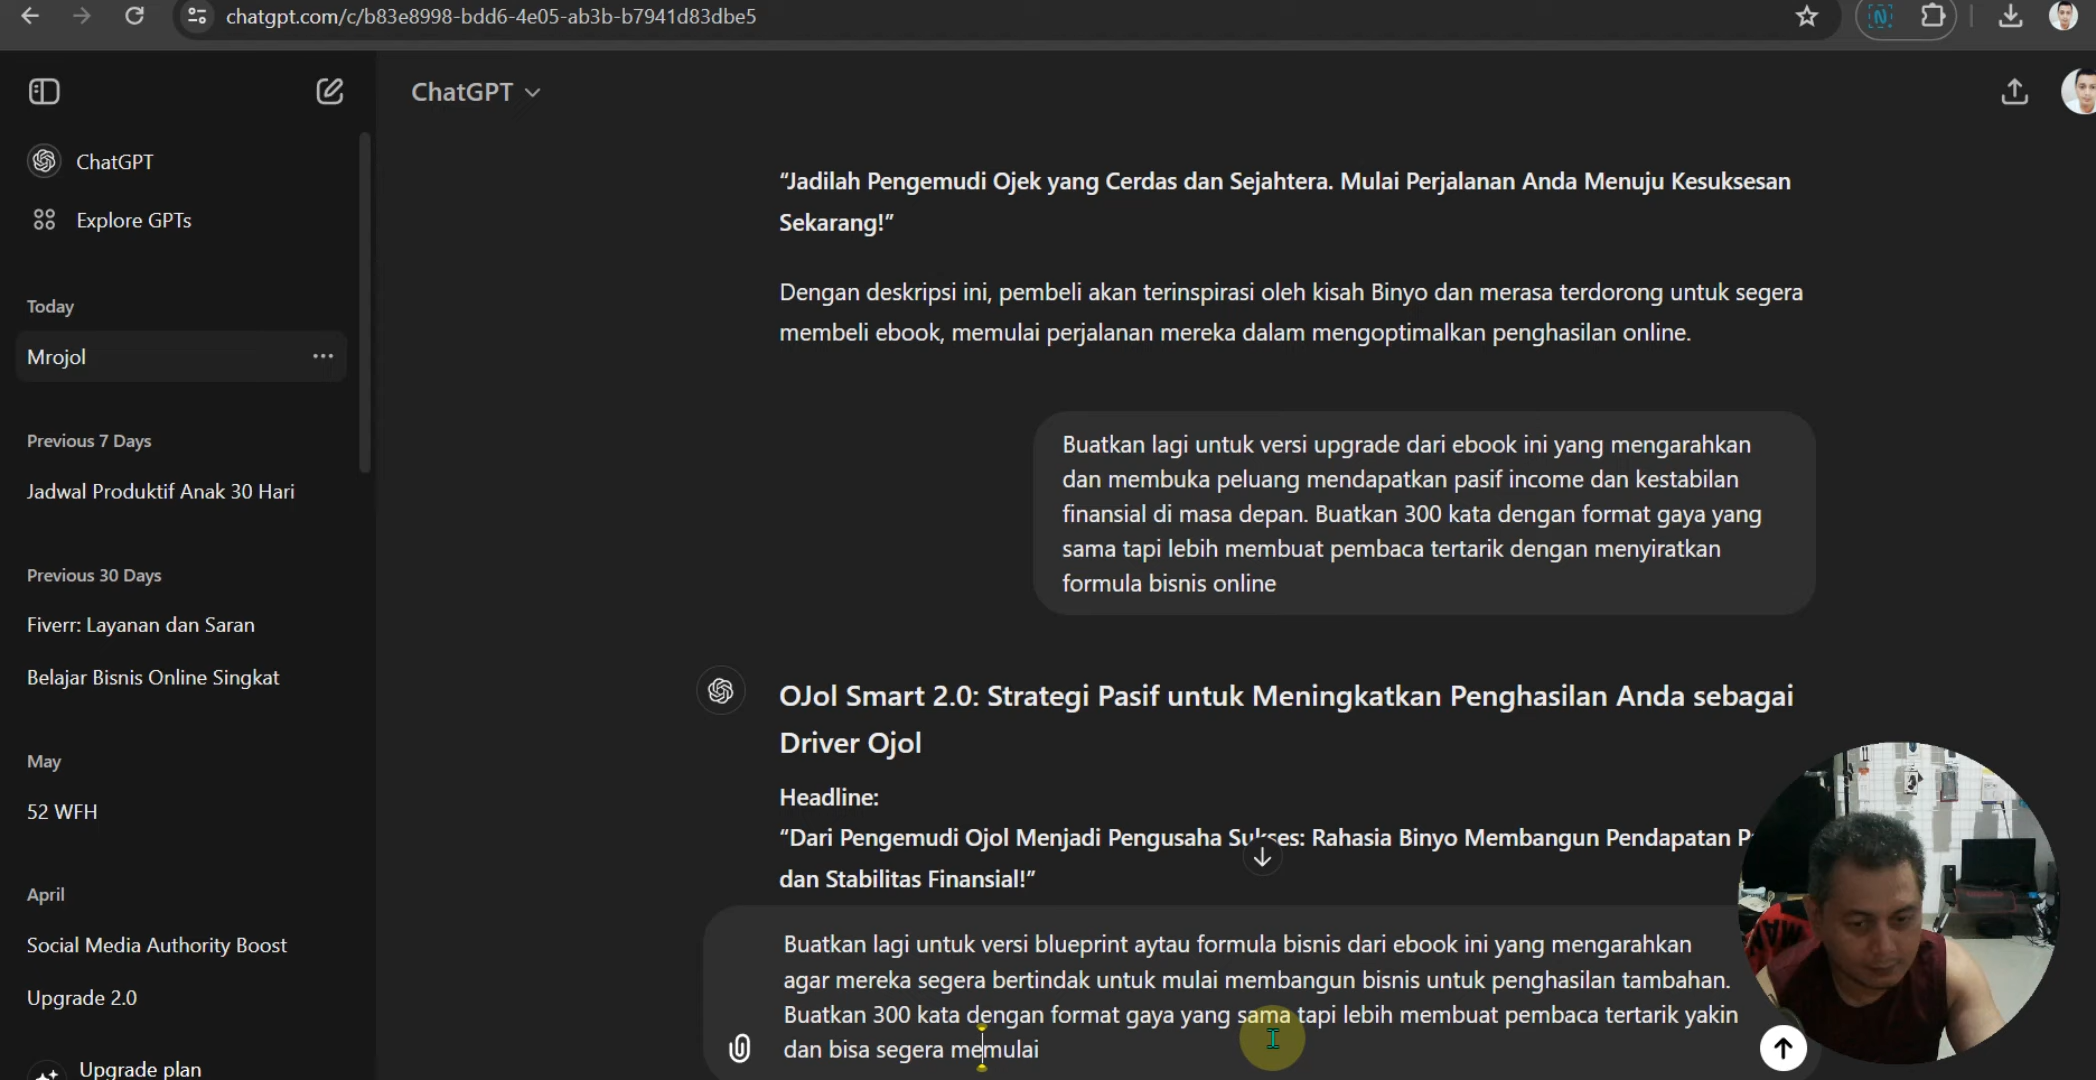 chatgpt.com/c/b83e8998-bdd6-4e05-ab3b-b7941d83dbe5
ChatGPT
ChatGPT
Explore GPTs
Today
Mrojol
Previous 7 Days
Jadwal Produktif Anak 30 Hari
Previous 30 Days
Fiverr: Layanan dan Saran
Belajar Bisnis Online Singkat
May
52 WFH
April
Social Media Authority Boost
Upgrade 2.0
Upgrade plan
“Jadilah Pengemudi Ojek yang Cerdas dan Sejahtera. Mulai Perjalanan Anda Menuju Kesuksesan
Sekarang!”
Dengan deskripsi ini, pembeli akan terinspirasi oleh kisah Binyo dan merasa terdorong untuk segera
membeli ebook, memulai perjalanan mereka dalam mengoptimalkan penghasilan online.
Buatkan lagi untuk versi upgrade dari ebook ini yang mengarahkan
dan membuka peluang mendapatkan pasif income dan kestabilan
finansial di masa depan. Buatkan 300 kata dengan format gaya yang
sama tapi lebih membuat pembaca tertarik dengan menyiratkan
formula bisnis online
OJol Smart 2.0: Strategi Pasif untuk Meningkatkan Penghasilan Anda sebagai
Driver Ojol
Headline:
“Dari Pengemudi Ojol Menjadi Pengusaha Sukses: Rahasia Binyo Membangun Pendapatan
dan Stabilitas Finansial!”
Buatkan lagi untuk versi blueprint aytau formula bisnis dari ebook ini yang mengarahkan
agar mereka segera bertindak untuk mulai membangun bisnis untuk penghasilan tambahan.
Buatkan 300 kata dengan format gaya yang sama tapi lebih membuat pembaca tertarik yakin
dan bisa segera memulai